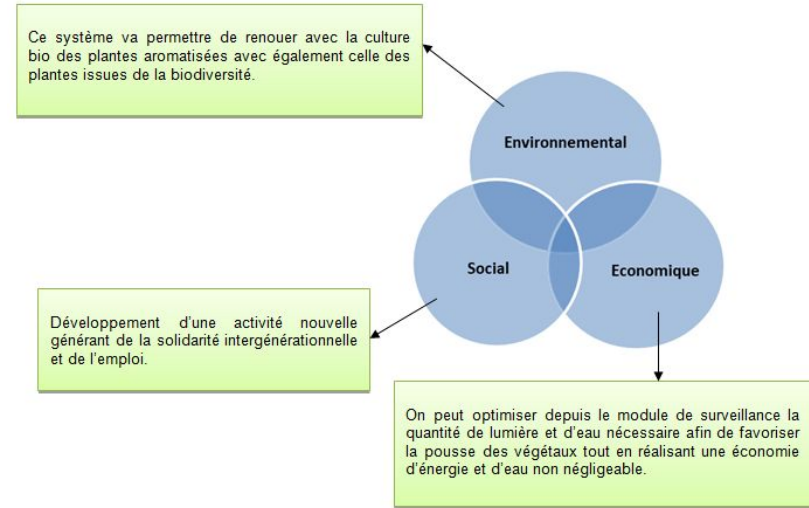 Ce système va permettre de renouer avec la culture
bio des plantes aromatisées avec également celle des
plantes issues de la biodiversité.
Environnemental
Social
Economique
Développement d'une activité nouvelle
générant de la solidarité intergénérationnelle
et de l'emploi.
On peut optimiser depuis le module de surveillance la
quantité de lumière et d'eau nécessaire afin de favoriser
la pousse des végétaux tout en réalisant une économie
d'énergie et d'eau non négligeable.